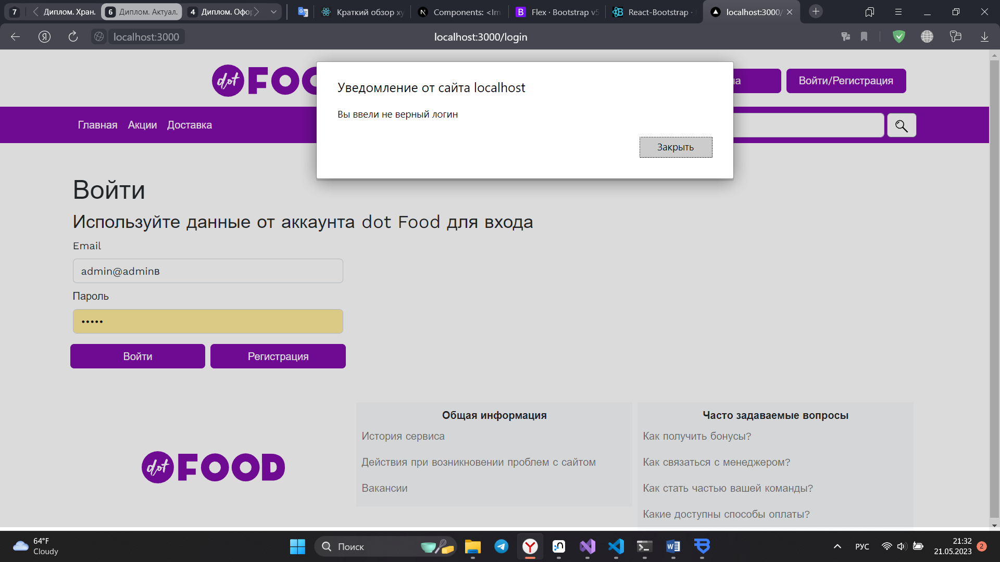 7
Диплом. Хран.
6
Диплом. Актуал.
4
Диплом. Офор
Краткий обзор ху
Components: <Im
Flex · Bootstrap v5
React-Bootstrap ·
localhost:3000/
localhost:3000
localhost:3000/login
dot FOO
Войти/Регистрация
Уведомление от сайта localhost
Вы ввели не верный логин
Закрыть
Главная
Акции
Доставка
Войти
Используйте данные от аккаунта dot Food для входа
Email
admin@adminв
Пароль
•••••
Войти
Регистрация
dot FOOD
Общая информация
История сервиса
Действия при возникновении проблем с сайтом
Вакансии
Часто задаваемые вопросы
Как получить бонусы?
Как связаться с менеджером?
Как стать частью вашей команды?
Какие доступны способы оплаты?
64°F
Cloudy
Поиск
РУС
21:32
21.05.2023
2